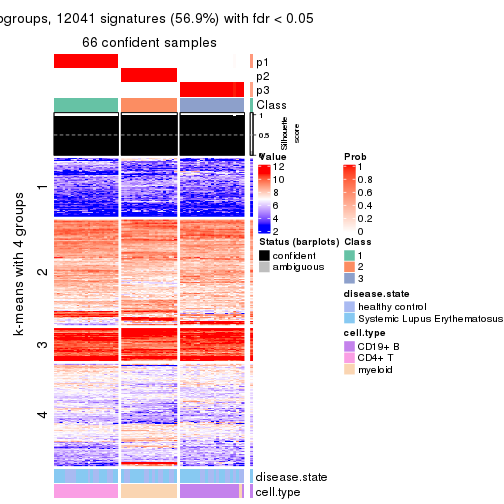 ogroups, 12041 signatures (56.9%) with fdr < 0.05
66 confident samples
p1
p2
p3
Class
1
0.5
Silhouette
score
k-means with 4 groups
1
2
3
4
Value
12
10
8
6
4
2
Prob
1
0.8
0.6
0.4
0.2
0
Status (barplots)
confident
ambiguous
Class
1
2
3
disease.state
healthy control
Systemic Lupus Erythematosus
cell.type
CD19+ B
CD4+ T
myeloid
disease.state
cell.type